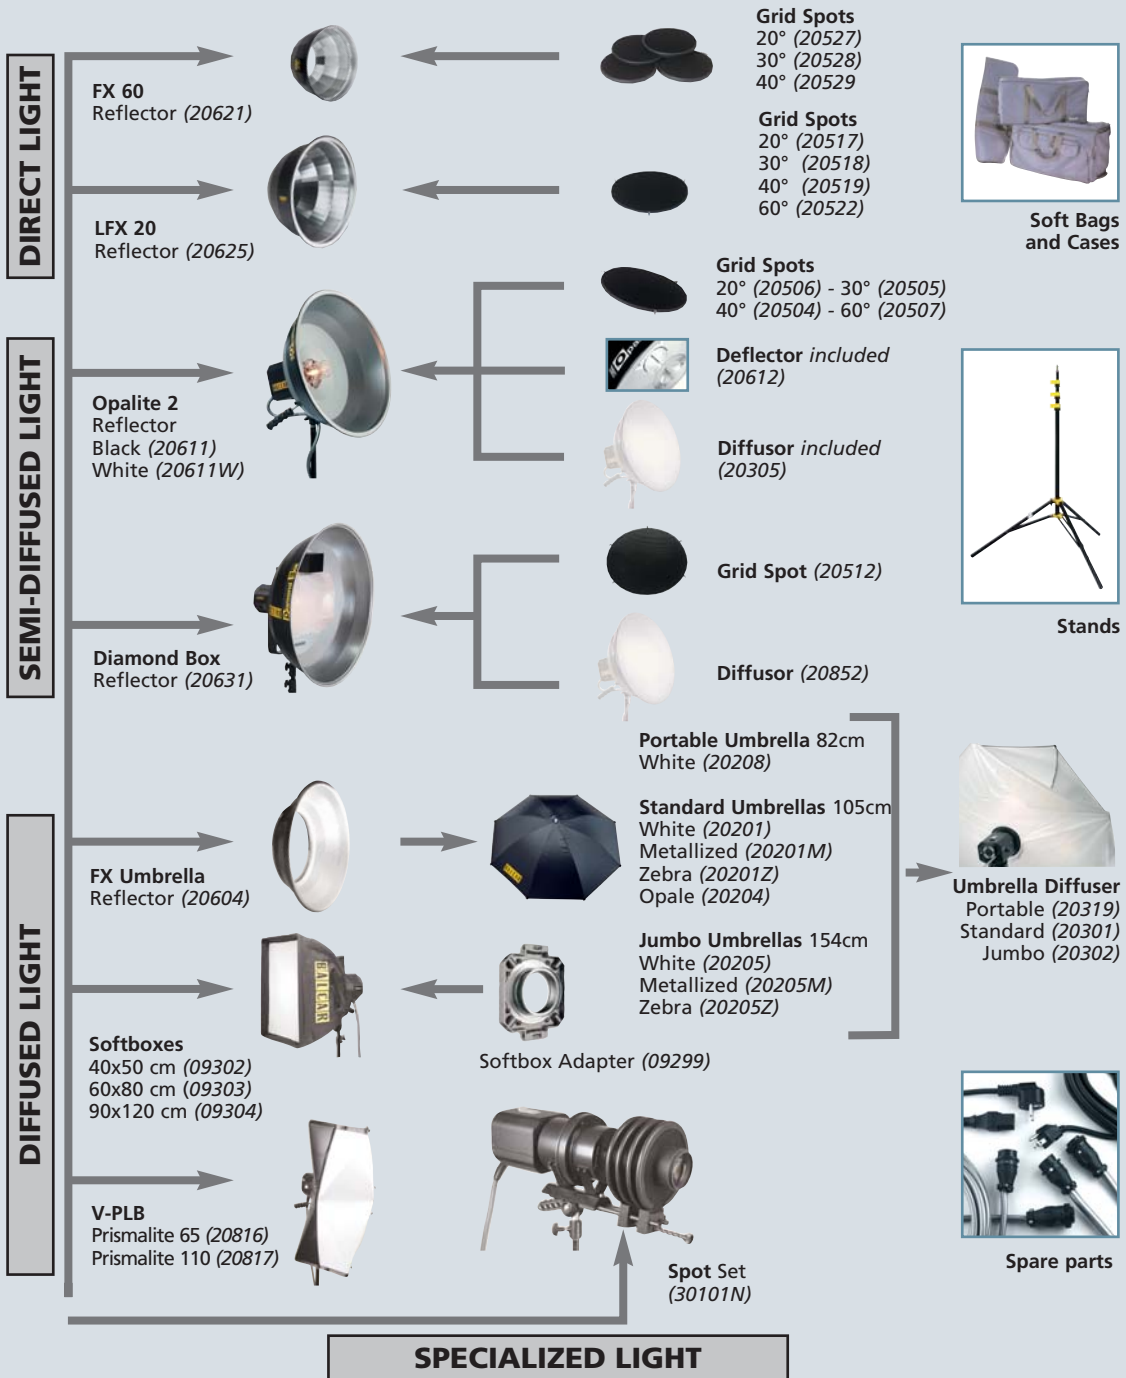 DIRECT LIGHT
FX 60
Reflector (20621)
Grid Spots
20° (20527)
30° (20528)
40° (20529
LFX 20
Reflector (20625)
Grid Spots
20° (20517)
30° (20518)
40° (20519)
60° (20522)
Soft Bags
and Cases
SEMI-DIFFUSED LIGHT
Opalite 2
Reflector
Black (20611)
White (20611W)
Grid Spots
20° (20506) - 30° (20505)
40° (20504) - 60° (20507)
Deflector included
(20612)
Diffusor included
(20305)
Diamond Box
Reflector (20631)
Grid Spot (20512)
Diffusor (20852)
Stands
DIFFUSED LIGHT
FX Umbrella
Reflector (20604)
Portable Umbrella 82cm
White (20208)
Standard Umbrellas 105cm
White (20201)
Metallized (20201M)
Zebra (20201Z)
Opale (20204)
Jumbo Umbrellas 154cm
White (20205)
Metallized (20205M)
Zebra (20205Z)
Umbrella Diffuser
Portable (20319)
Standard (20301)
Jumbo (20302)
BALCAR
Softboxes
40x50 cm (09302)
60x80 cm (09303)
90x120 cm (09304)
Softbox Adapter (09299)
V-PLB
Prismalite 65 (20816)
Prismalite 110 (20817)
Spot Set
(30101N)
Spare parts
SPECIALIZED LIGHT